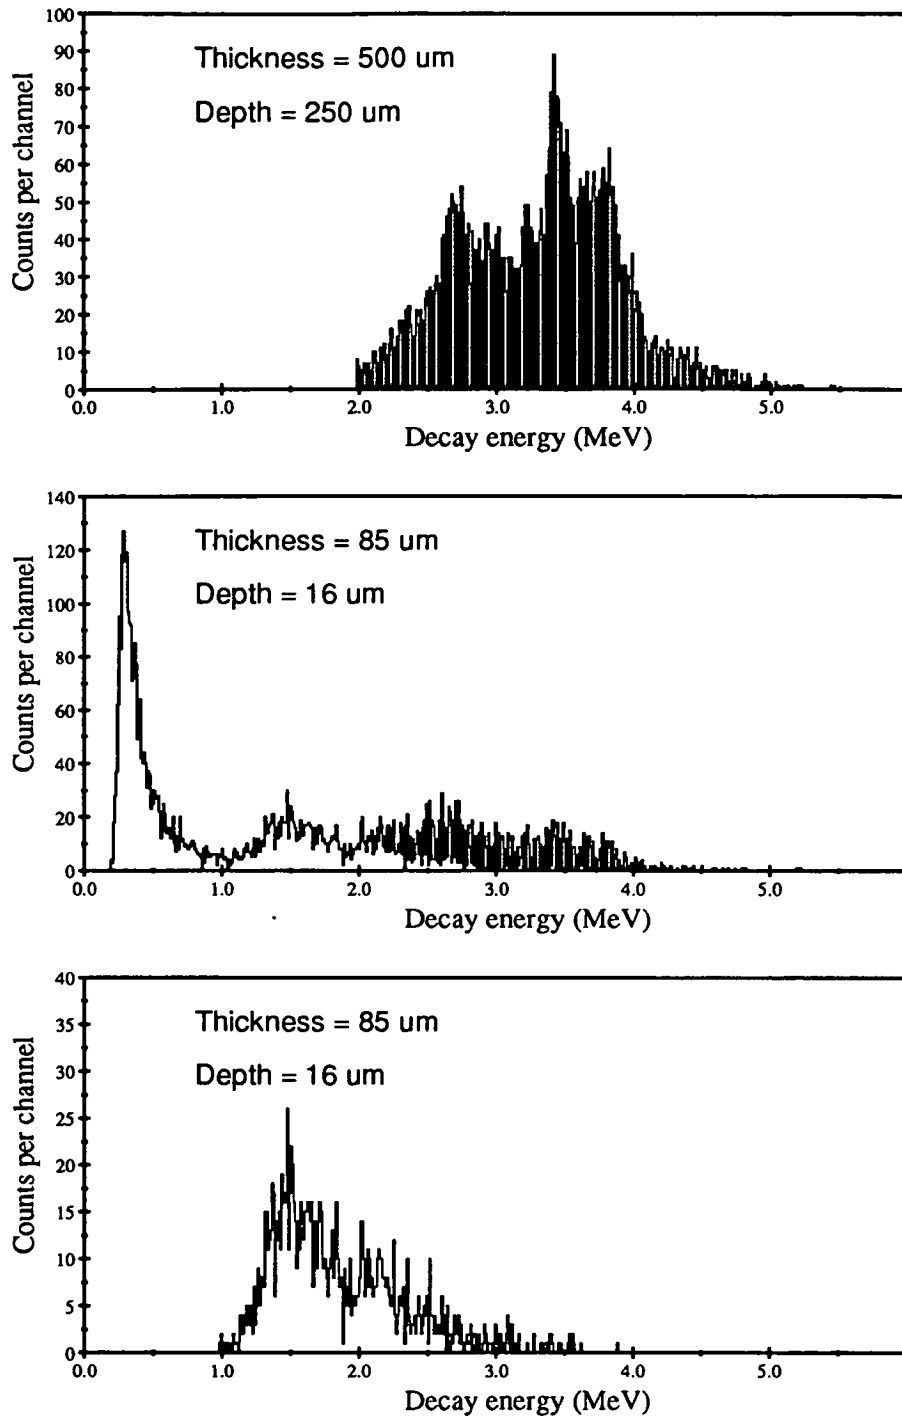 100
90
80
70
60
50
40
30
20
10
0
Counts per channel
Thickness = 500 um
Depth = 250 um
0.0 1.0 2.0 3.0 4.0 5.0
Decay energy (MeV)
140
120
100
80
60
40
20
0
Counts per channel
Thickness = 85 um
Depth = 16 um
0.0 1.0 2.0 3.0 4.0 5.0
Decay energy (MeV)
40
35
30
25
20
15
10
5
0
Counts per channel
Thickness = 85 um
Depth = 16 um
0.0 1.0 2.0 3.0 4.0 5.0
Decay energy (MeV)